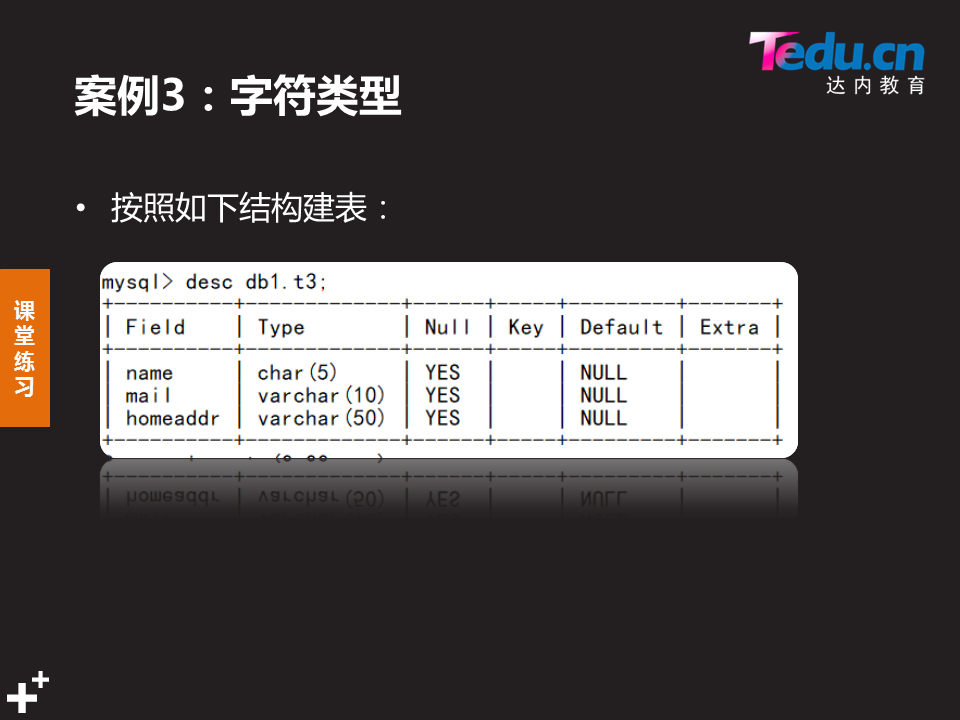 Tedu.cn
达内教育
案例3：字符类型
• 按照如下结构建表：
课堂练习
mysql> desc db1.t3;
+----------+-------------+------+-----+---------+-------+
| Field    | Type        | Null | Key | Default | Extra |
+----------+-------------+------+-----+---------+-------+
| name     | char(5)     | YES  |     | NULL    |       |
| mail     | varchar(10) | YES  |     | NULL    |       |
| homeaddr | varchar(50) | YES  |     | NULL    |       |
+----------+-------------+------+-----+---------+-------+